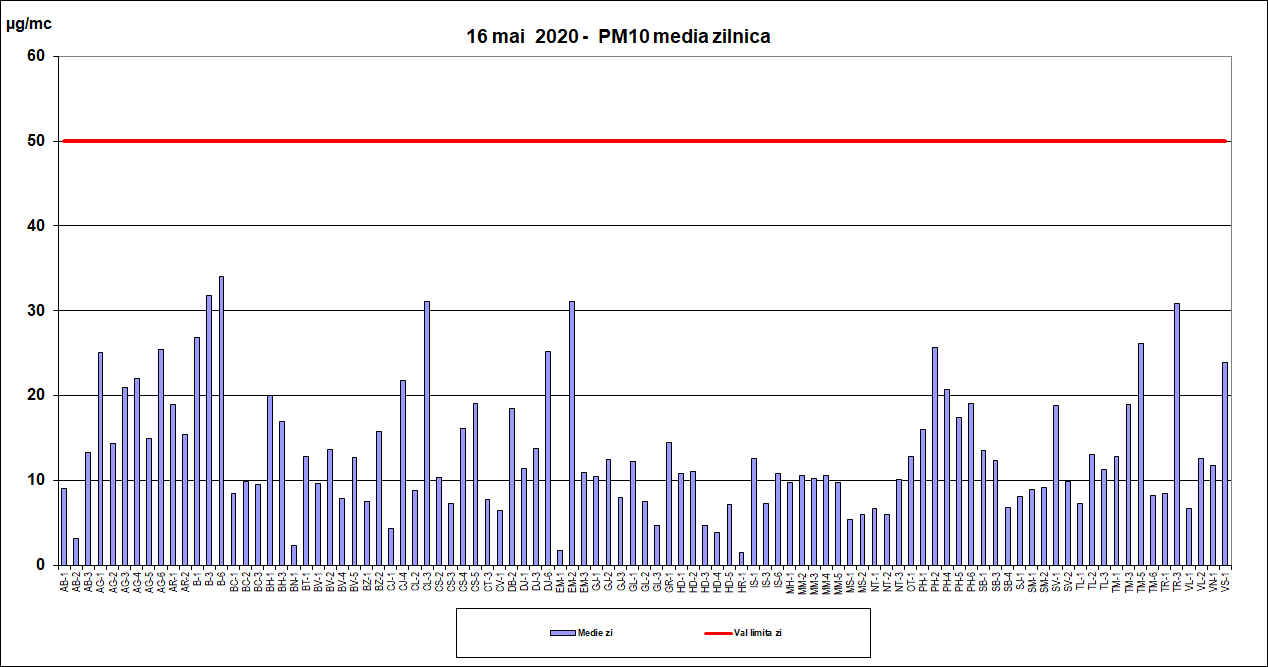 µg/mc
16 mai 2020 - PM10 media zilnica
60
50
40
30
20
10
0
AB-1
AB-2
AB-3
AG-1
AG-2
AG-3
AG-4
AG-5
AG-6
AR-1
AR-2
B-1
B-3
B-6
BC-1
BC-2
BC-3
BH-1
BH-3
BN-1
BT-1
BV-1
BV-2
BV-4
BV-5
BZ-1
BZ-2
CJ-1
CJ-4
CL-2
CL-3
CS-2
CS-3
CS-4
CS-5
CT-3
CV-1
DB-2
DJ-1
DJ-3
DJ-6
EM-1
EM-2
EM-3
GJ-1
GJ-2
GJ-3
GL-1
GL-2
GL-3
GR-1
HD-1
HD-2
HD-3
HD-4
HD-5
HR-1
IS-1
IS-3
IS-6
MH-1
MM-2
MM-3
MM-4
MM-5
MS-1
MS-2
NT-1
NT-2
NT-3
OT-1
PH-1
PH-2
PH-4
PH-5
PH-6
SB-1
SB-3
SB-4
SJ-1
SM-1
SM-2
SV-1
SV-2
TL-1
TL-2
TL-3
TM-1
TM-3
TM-5
TM-6
TR-1
TR-3
VL-1
VL-2
VN-1
VS-1
Medie zi
Val limita zi